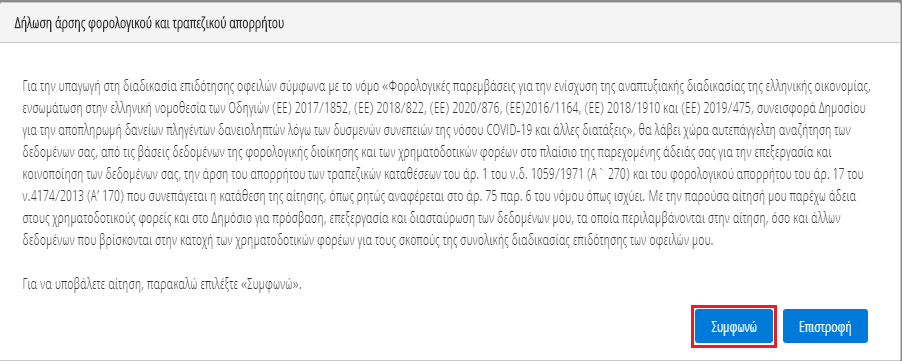 Δήλωση άρσης φορολογικού και τραπεζικού απορρήτου
Για την υπαγωγή στη διαδικασία επιδότησης οφειλών σύμφωνα με το νόμο «Φορολογικές παρεμβάσεις για την ενίσχυση της αναπτυξιακής διαδικασίας της ελληνικής οικονομίας,
ενσωμάτωση στην ελληνική νομοθεσία των Οδηγιών (ΕΕ) 2017/1852, (ΕΕ) 2018/822, (ΕΕ) 2020/876, (ΕΕ)2016/1164, (ΕΕ) 2018/1910 και (ΕΕ) 2019/475, συνεισφορά Δημοσίου
για την αποπληρωμή δανείων πληγέντων δανειοληπτών λόγω των δυσμενών συνεπειών της νόσου COVID-19 και άλλες διατάξεις», θα λάβει χώρα αυτεπάγγελτη αναζήτηση των
δεδομένων σας, από τις βάσεις δεδομένων της φορολογικής διοίκησης και των χρηματοδοτικών φορέων στο πλαίσιο της παρεχομένης άδειάς σας για την επεξεργασία και
κοινοποίηση των δεδομένων σας, την άρση του απορρήτου των τραπεζικών καταθέσεων του άρ. 1 του ν.δ. 1059/1971 (Α` 270) και του φορολογικού απορρήτου του άρ. 17 του
ν.4174/2013 (Α’ 170) που συνεπάγεται η κατάθεση της αίτησης, όπως ρητώς αναφέρεται στο άρ. 75 παρ. 6 του νόμου όπως ισχύει. Με την παρούσα αίτησή μου παρέχω άδεια
στους χρηματοδοτικούς φορείς και στο Δημόσιο για πρόσβαση, επεξεργασία και διασταύρωση των δεδομένων μου, τα οποία περιλαμβάνονται στην αίτηση, όσο και άλλων
δεδομένων που βρίσκονται στην κατοχή των χρηματοδοτικών φορέων για τους σκοπούς της συνολικής διαδικασίας επιδότησης των οφειλών μου.
Για να υποβάλετε αίτηση, παρακαλώ επιλέξτε «Συμφωνώ».
Συμφωνώ Επιστροφή